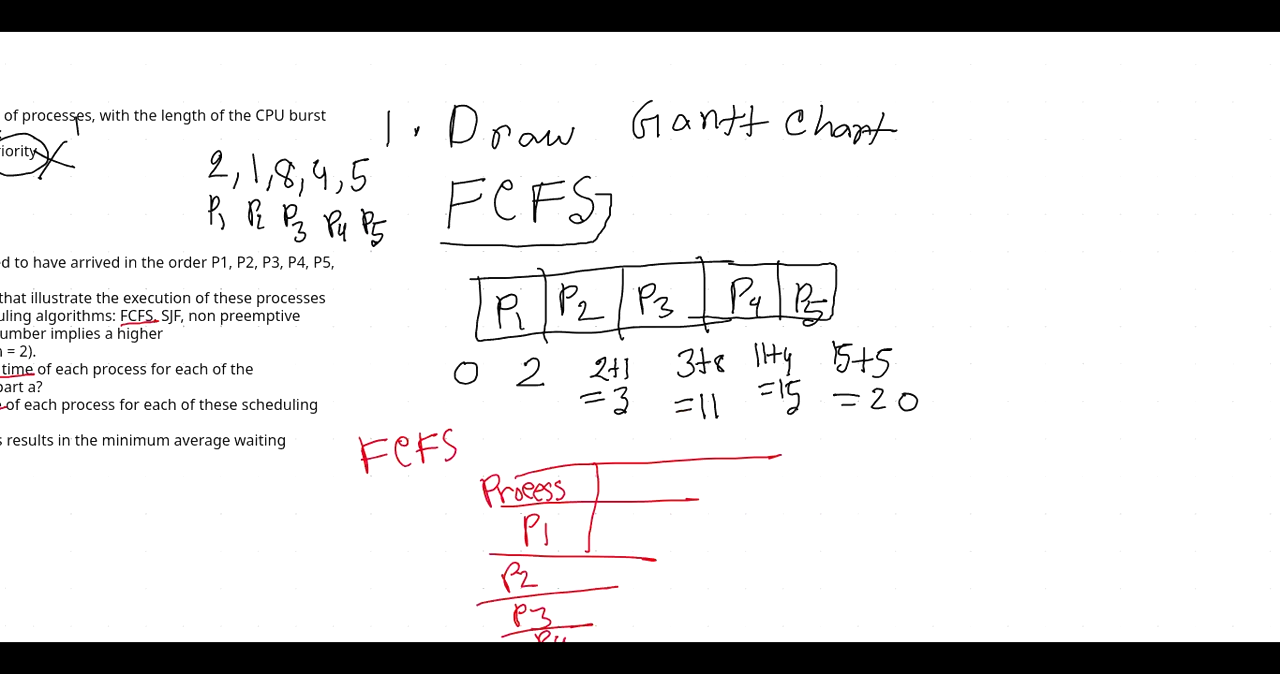 of processes, with the length of the CPU burst
iority
2,1,8,4,5
P1 P2 P3 P4 P5
d to have arrived in the order P1, P2, P3, P4, P5,
that illustrate the execution of these processes
uling algorithms: FCFS, SJF, non preemptive
umber implies a higher
= 2).
time of each process for each of the
part a?
of each process for each of these scheduling
s results in the minimum average waiting
1. Draw Gantt Chart
FCFS
P1 P2 P3 P4 P5
0 2 2+1 3+8 11+4 15+5
=3 =11 =15 =20
FCFS
Process
P1
P2
P3
P4